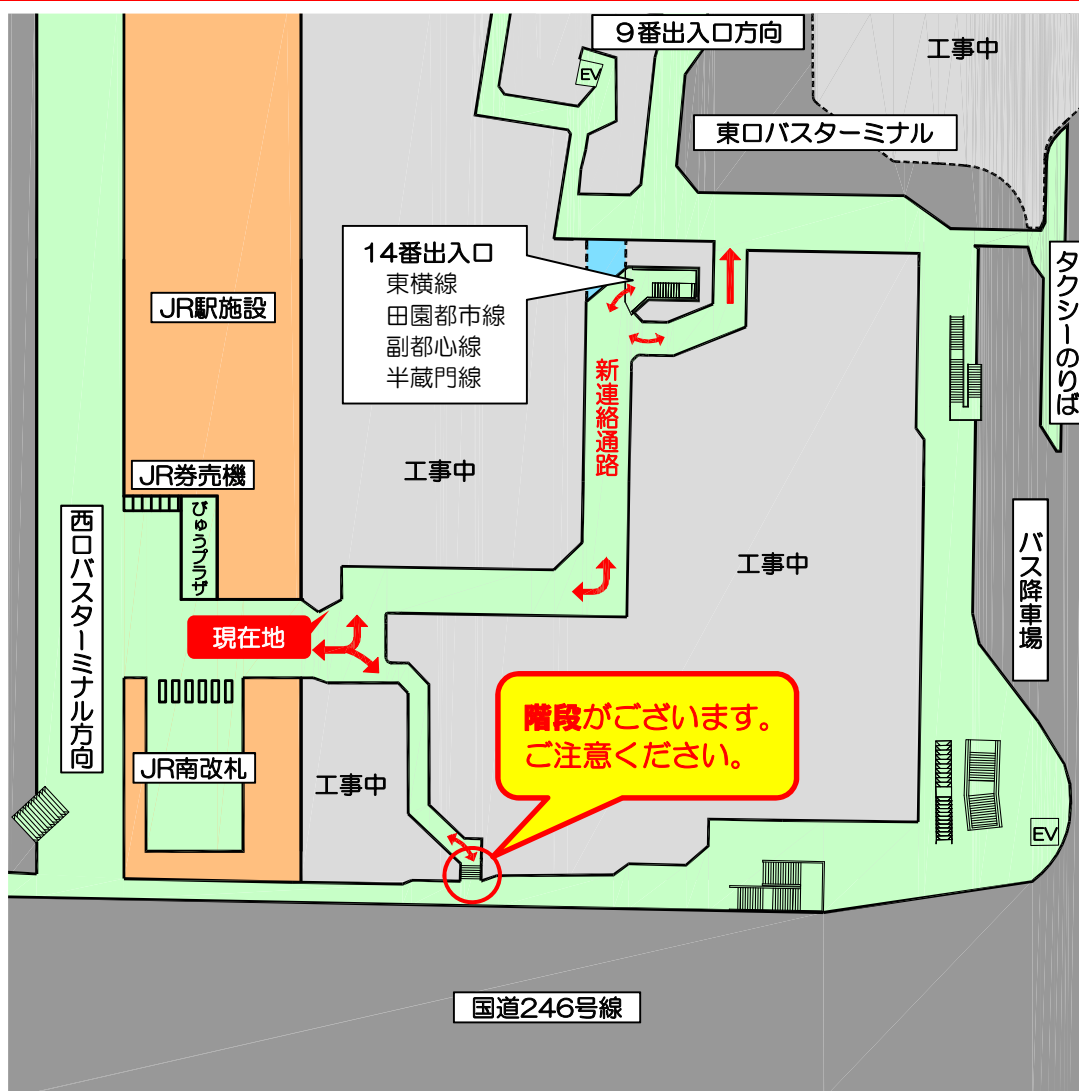 9番出入口方向
工事中
EV
東口バスターミナル
14番出入口
東横線
田園都市線
副都心線
半蔵門線
タクシーのりば
JR駅施設
新連絡通路
工事中
JR券売機
びゅうプラザ
西口バスターミナル方向
工事中
バス降車場
現在地
階段がございます。
ご注意ください。
JR南改札
工事中
EV
国道246号線